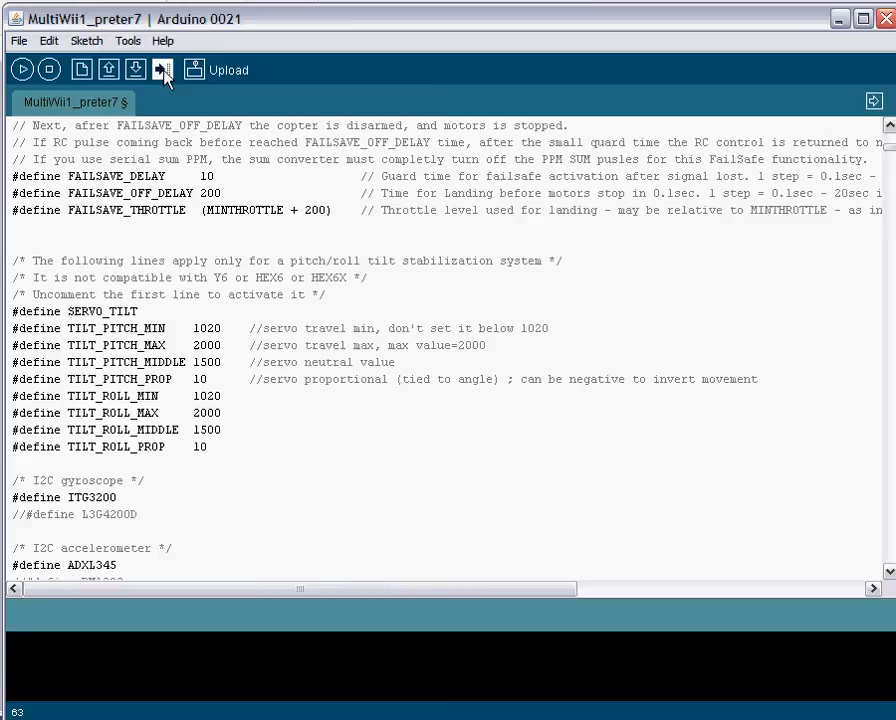 MultiWii1_preter7 | Arduino 0021
File Edit Sketch Tools Help
Upload
MultiWii1_preter7 §
// Next, afrer FAILSAVE_OFF_DELAY the copter is disarmed, and motors is stopped.
// If RC pulse coming back before reached FAILSAVE_OFF_DELAY time, after the small quard time the RC control is returned to n
// If you use serial sum PPM, the sum converter must completly turn off the PPM SUM pusles for this FailSafe functionality.
#define FAILSAVE_DELAY 10 // Guard time for failsafe activation after signal lost. 1 step = 0.1sec -
#define FAILSAVE_OFF_DELAY 200 // Time for Landing before motors stop in 0.1sec. 1 step = 0.1sec - 20sec i
#define FAILSAVE_THROTTLE (MINTHROTTLE + 200) // Throttle level used for landing - may be relative to MINTHROTTLE - as in
/* The following lines apply only for a pitch/roll tilt stabilization system */
/* It is not compatible with Y6 or HEX6 or HEX6X */
/* Uncomment the first line to activate it */
#define SERVO_TILT
#define TILT_PITCH_MIN 1020 //servo travel min, don't set it below 1020
#define TILT_PITCH_MAX 2000 //servo travel max, max value=2000
#define TILT_PITCH_MIDDLE 1500 //servo neutral value
#define TILT_PITCH_PROP 10 //servo proportional (tied to angle) ; can be negative to invert movement
#define TILT_ROLL_MIN 1020
#define TILT_ROLL_MAX 2000
#define TILT_ROLL_MIDDLE 1500
#define TILT_ROLL_PROP 10
/* I2C gyroscope */
#define ITG3200
//#define L3G4200D
/* I2C accelerometer */
#define ADXL345
63